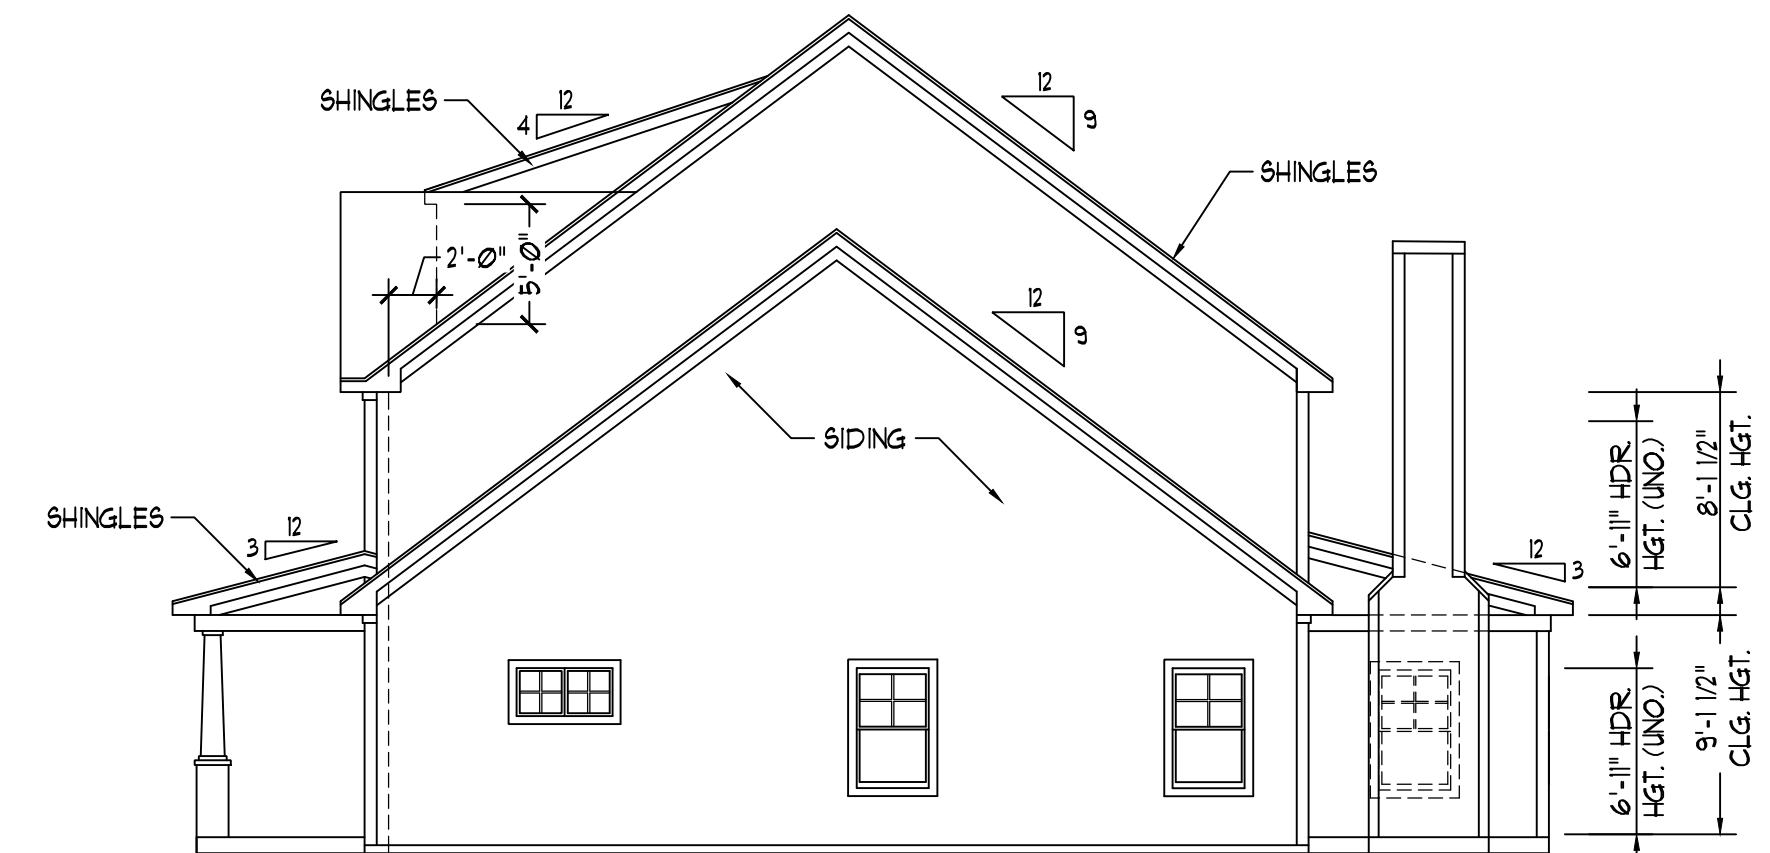 12
9
SHINGLES
12
4
SHINGLES
2'-0"
5'-0"
12
9
SIDING
SHINGLES
12
3
12
3
6'-11" HDR.
HGT. (UNO.)
8'-1 1/2"
CLG. HGT.
6'-11" HDR.
HGT. (UNO.)
9'-1 1/2"
CLG. HGT.